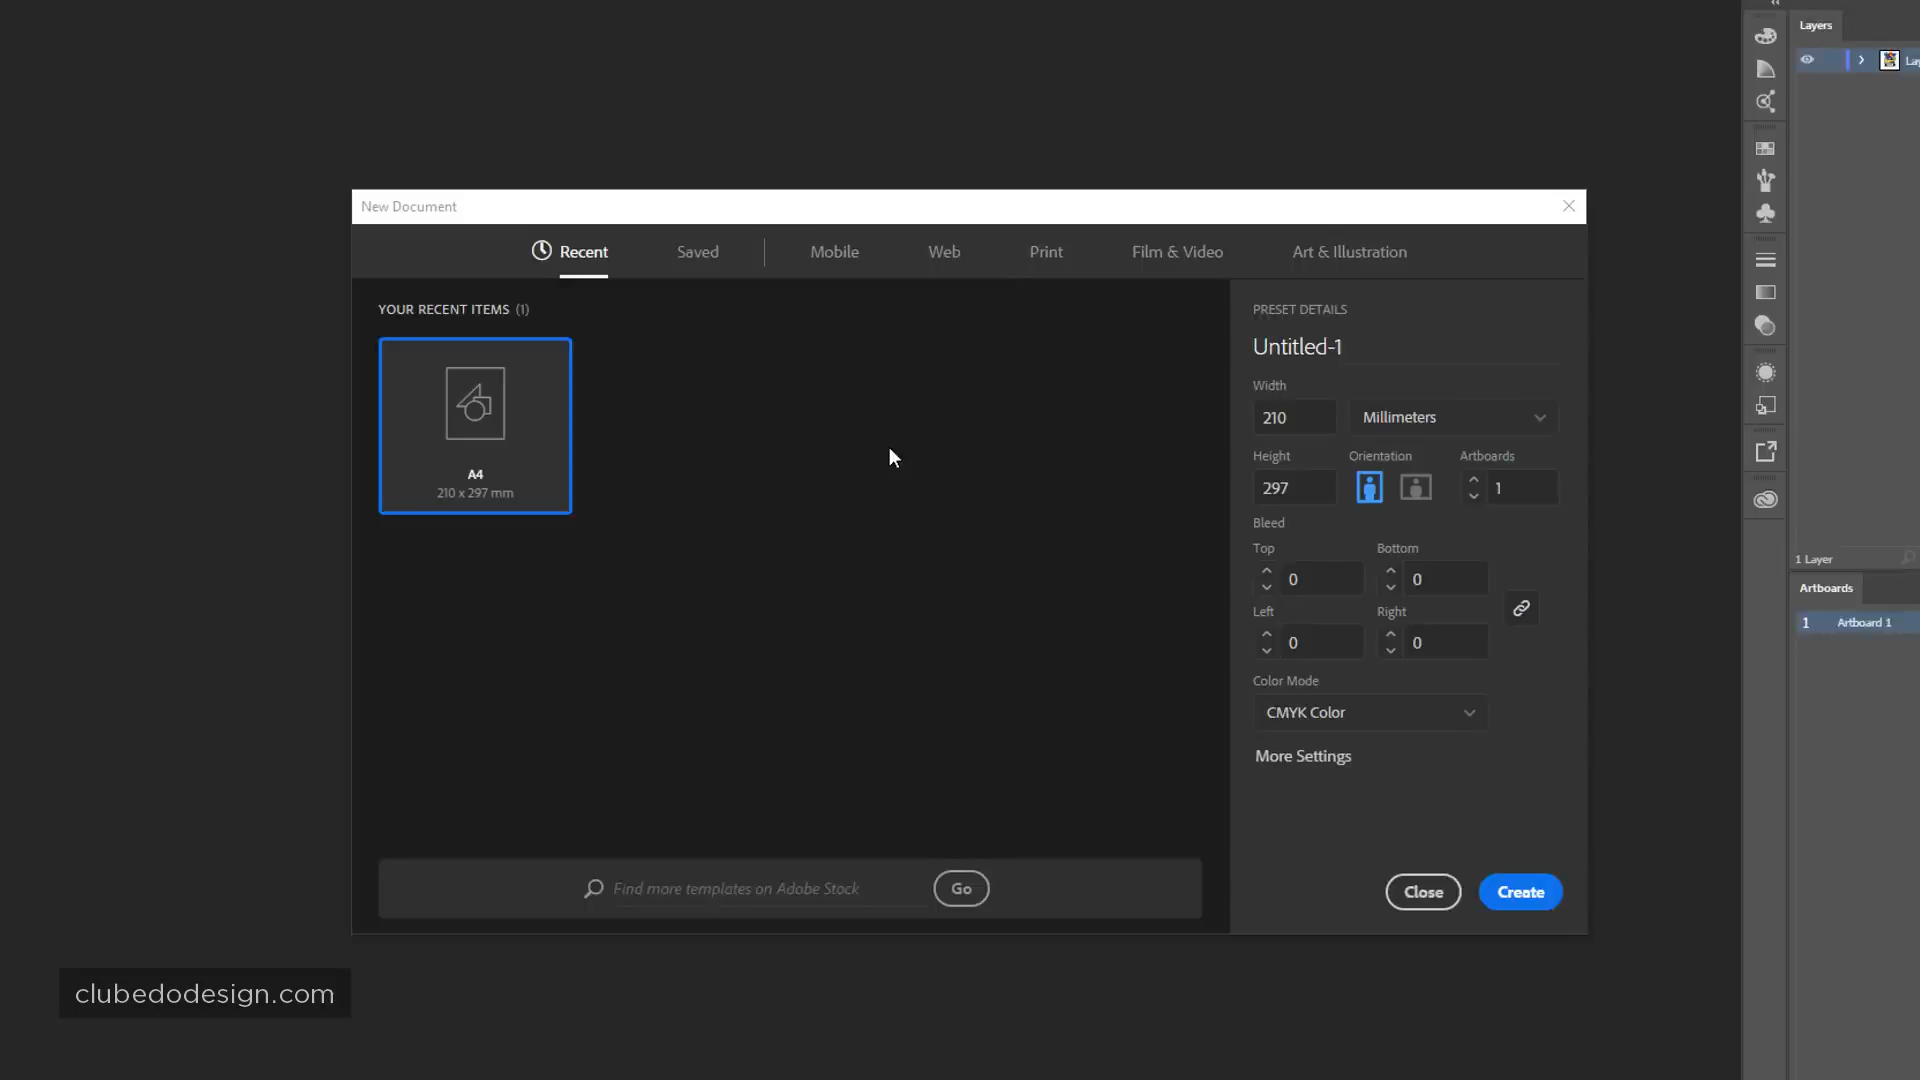 Layers
New Document
Recent
Saved
Mobile
Web
Print
Film & Video
Art & Illustration
YOUR RECENT ITEMS (1)
A4
210 x 297 mm
Find more templates on Adobe Stock
Go
PRESET DETAILS
Untitled-1
Width
210
Millimeters
Height
Orientation
Artboards
297
1
Bleed
Top
Bottom
0
0
Left
Right
0
0
Color Mode
CMYK Color
More Settings
Close
Create
Lay
1 Layer
Artboards
1 Artboard 1
clubedodesign.com